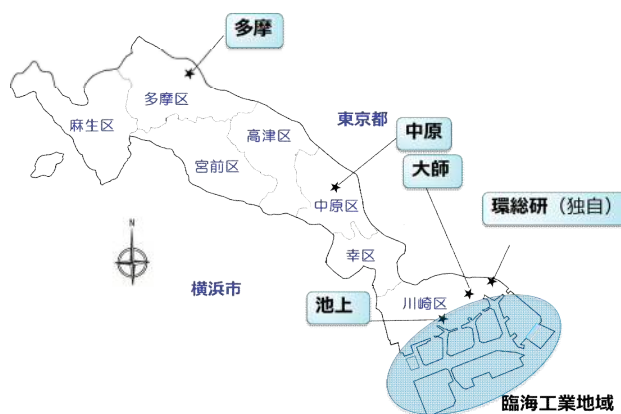 多摩
多摩区
麻生区
高津区
東京都
中原
宮前区
大師
中原区
環総研（独自）
幸区
N
横浜市
池上
川崎区
臨海工業地域